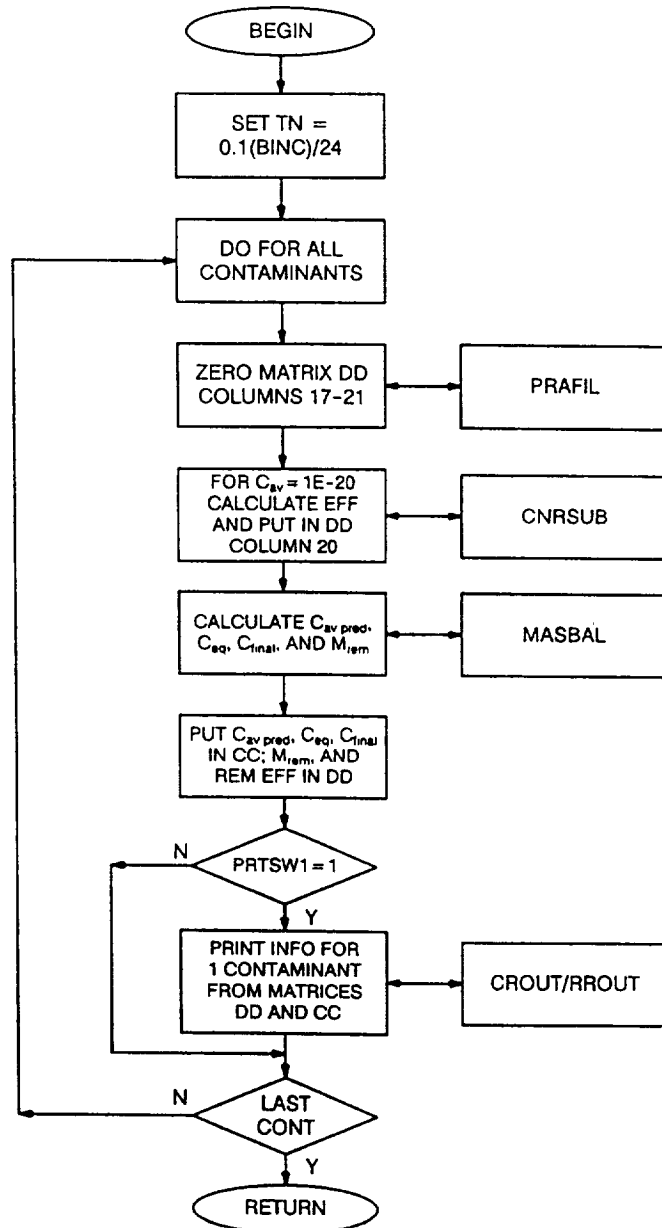 BEGIN
SET TN =
0.1(BINC)/24
DO FOR ALL
CONTAMINANTS
ZERO MATRIX DD
COLUMNS 17-21
PRAFIL
FOR Cav = 1E-20
CALCULATE EFF
AND PUT IN DD
COLUMN 20
CNRSUB
CALCULATE Cav pred,
Ceq, Cfinal, AND Mrem
MASBAL
PUT Cav pred, Ceq, Cfinal
IN CC; Mrem, AND
REM EFF IN DD
N
PRTSW1 = 1
Y
PRINT INFO FOR
1 CONTAMINANT
FROM MATRICES
DD AND CC
CROUT/RROUT
N
LAST
CONT
Y
RETURN